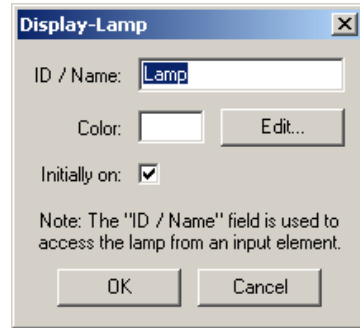 Display-Lamp
ID / Name: Lamp
Color: Edit...
Initially on:
Note: The "ID / Name" field is used to
access the lamp from an input element.
OK Cancel